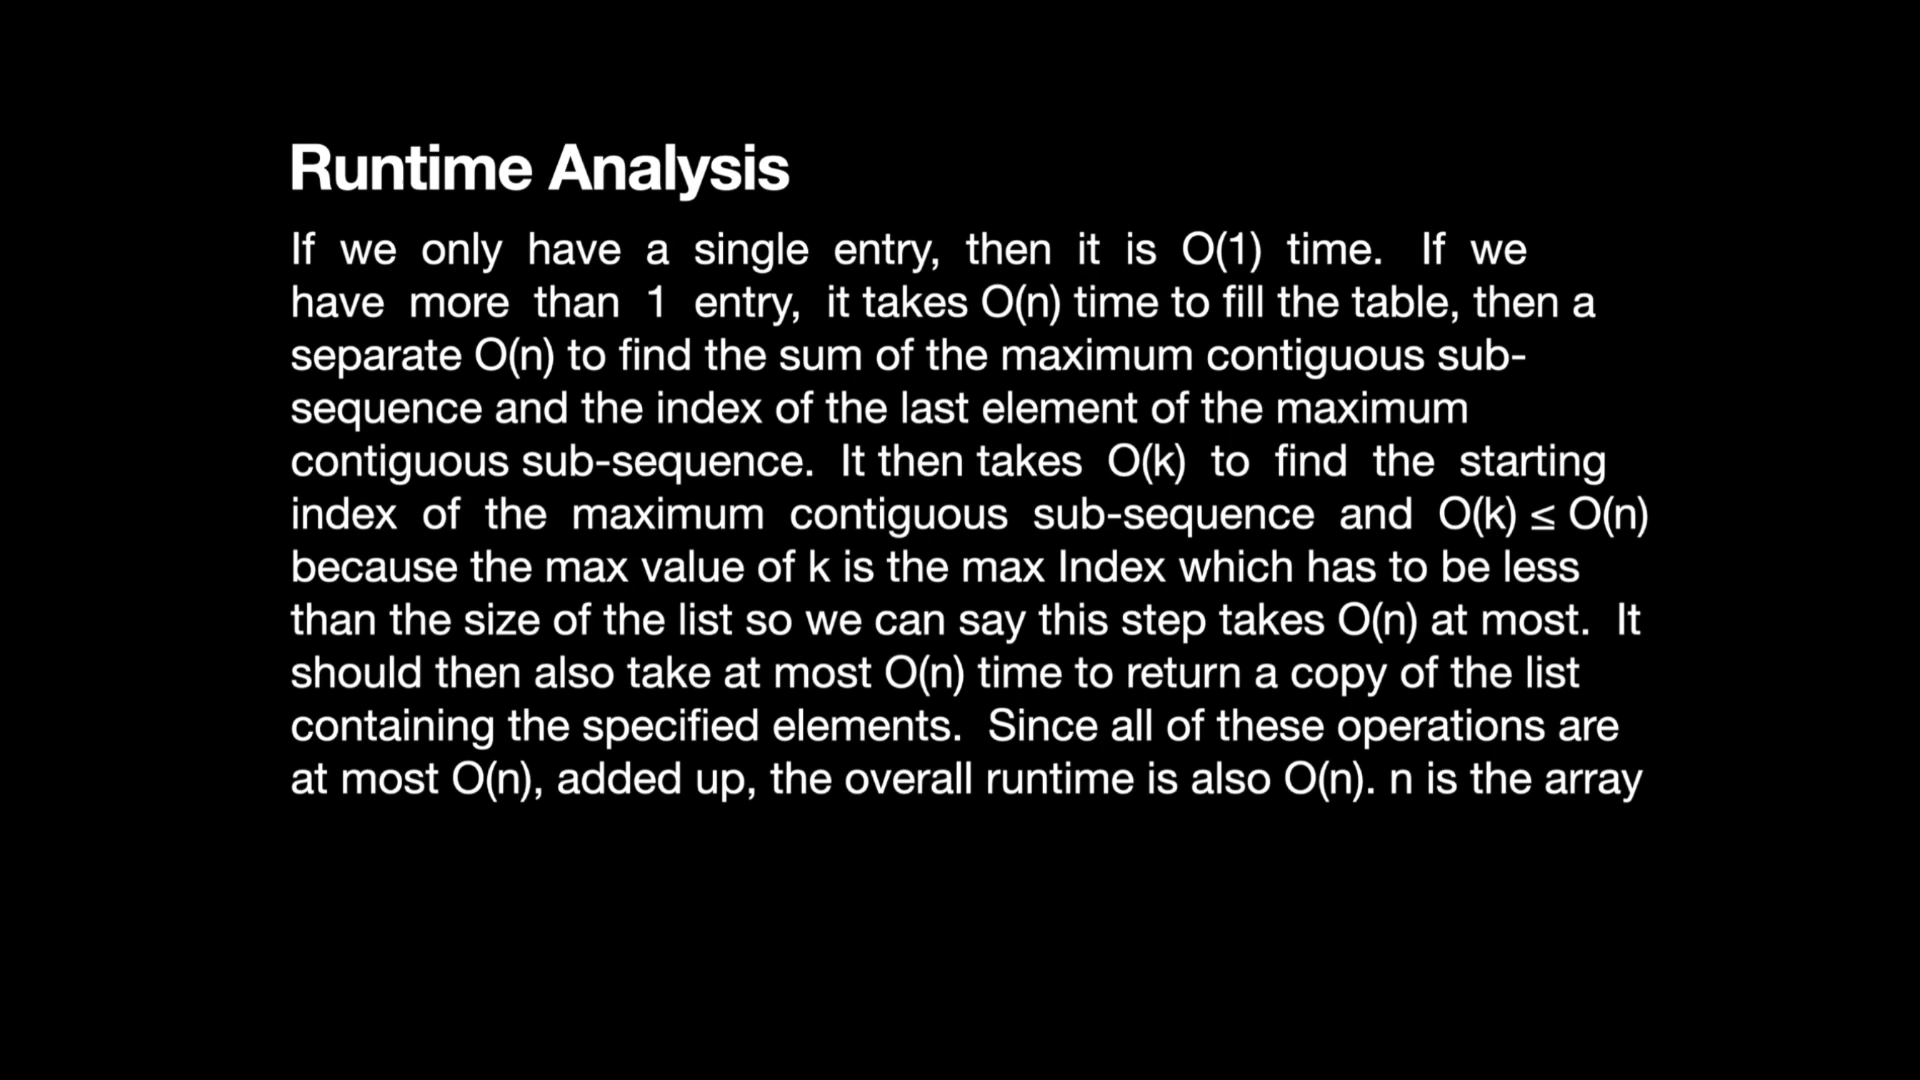 Runtime Analysis
If we only have a single entry, then it is O(1) time. If we
have more than 1 entry, it takes O(n) time to fill the table, then a
separate O(n) to find the sum of the maximum contiguous sub-
sequence and the index of the last element of the maximum
contiguous sub-sequence. It then takes O(k) to find the starting
index of the maximum contiguous sub-sequence and O(k) ≤ O(n)
because the max value of k is the max Index which has to be less
than the size of the list so we can say this step takes O(n) at most. It
should then also take at most O(n) time to return a copy of the list
containing the specified elements. Since all of these operations are
at most O(n), added up, the overall runtime is also O(n). n is the array